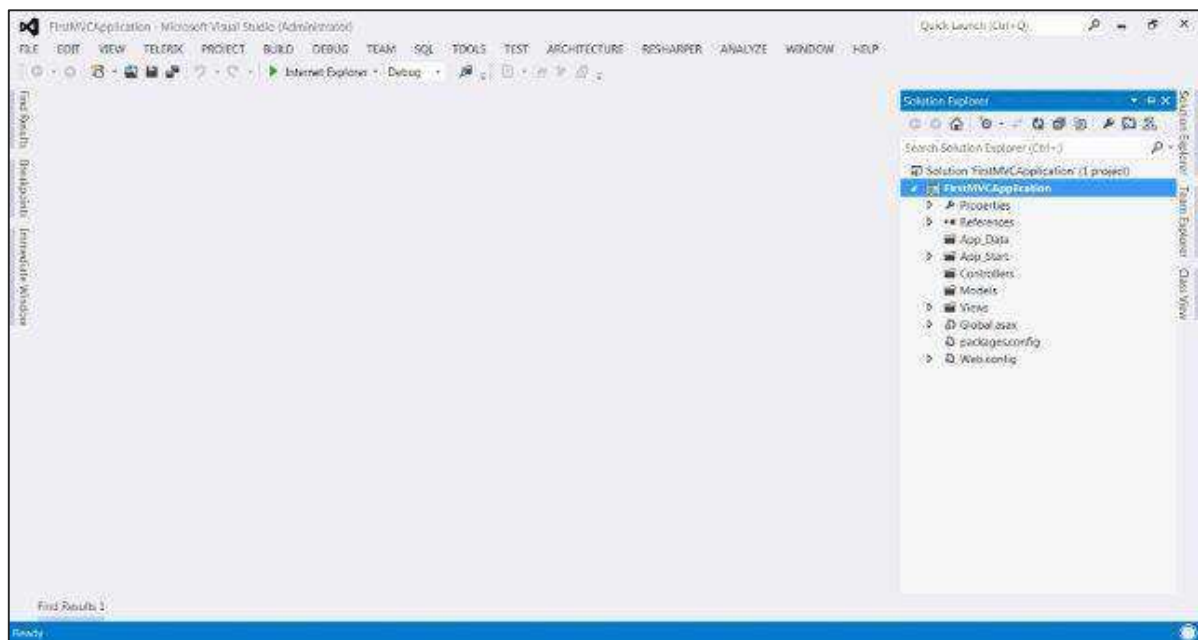 FirstMVCApplication - Microsoft Visual Studio (Administrator)
Quick Launch (Ctrl+Q)
FILE EDIT VIEW TELERIK PROJECT BUILD DEBUG TEAM SQL TOOLS TEST ARCHITECTURE RESHARPER ANALYZE WINDOW HELP
Internet Explorer Debug
Find Results
Breakpoints
Immediate Window
Solution Explorer
Search Solution Explorer (Ctrl+;)
Solution 'FirstMVCApplication' (1 project)
FirstMVCApplication
Properties
References
App_Data
App_Start
Controllers
Models
Views
Global.asax
packages.config
Web.config
Solution Explorer
Team Explorer
Class View
Find Results 1
Ready